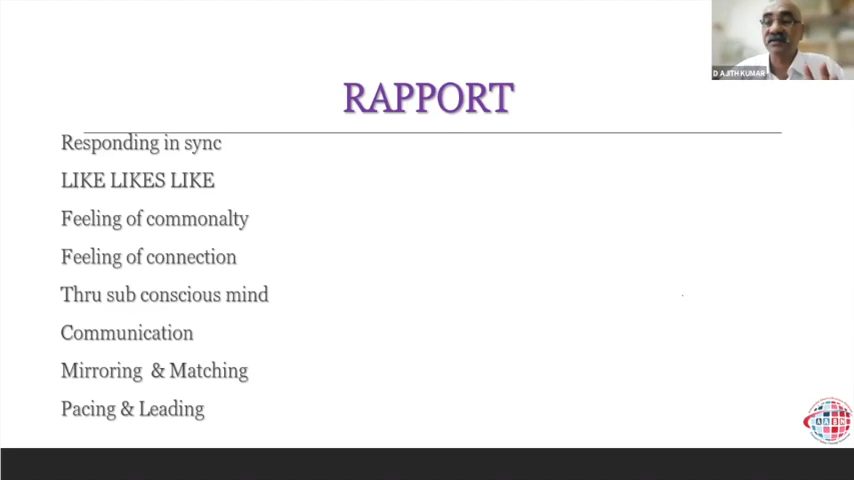 D AJITH KUMAR
RAPPORT
Responding in sync
LIKE LIKES LIKE
Feeling of commonalty
Feeling of connection
Thru sub conscious mind
Communication
Mirroring & Matching
Pacing & Leading